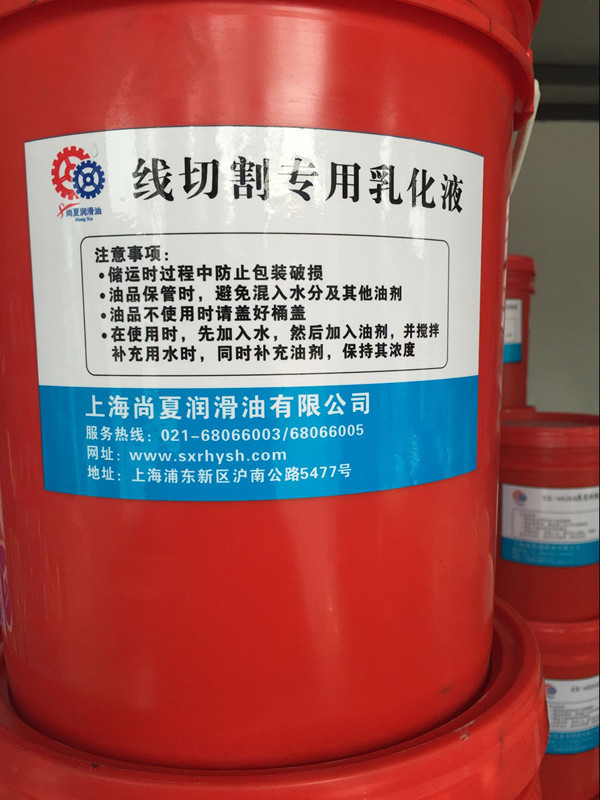 线切割专用乳化液
尚夏润滑油
Shang Xia
注意事项：
•储运时过程中防止包装破损
•油品保管时，避免混入水分及其他油剂
•油品不使用时请盖好桶盖
•在使用时，先加入水，然后加入油剂，并搅拌
补充用水时，同时补充油剂，保持其浓度
上海尚夏润滑油有限公司
服务热线：021-68066003/68066005
网址：www.sxrhysh.com
地址：上海浦东新区沪南公路5477号